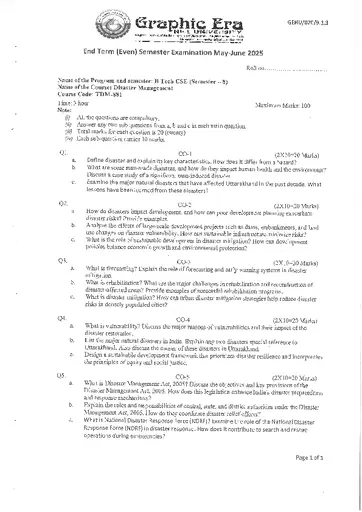 Graphic Era
HILL UNIVERSITY
End Term (Even) Semester Examination May-June 2025
Roll no.
Name of the Program and semester: B Tech CSE (Semester -
Name of the Course: Disaster Management
Course Code:
Time: 3 hour Maximum Marks: 100
Note:
(i) All the questions are compulsory.
(ii) Answer any two sub questions from a, b and c in each main question.
(iii) Total marks for each question is 20 (twenty)
(iv) Each sub-question carries 10 marks.
Q1. CO-1 (2X10=20 Marks)
a. Define disaster and explain its key characteristics. How does it differ from a hazard?
b. What are some man-made disasters, and how do they impact human health and the environment?
Discuss a case study of a significant man-induced disaster
c. Examine the major natural disasters that have affected Uttarakhand in the past decade. What
lessons have been learned from these disasters?
Q2. CO-2 (2X10=20 Marks)
a. How do disasters impact development, and how can poor development planning exacerbate
disaster risks? Provide examples
b. Analyse the effects of large-scale development projects such as dams, embankments, and land
use changes on disaster vulnerability. How can sustainable infrastructure minimize risks?
c. What is the role of sustainable development in disaster mitigation? How can development
policies balance economic growth and environmental protection?
Q3. CO-3 (2X10=20 Marks)
a. What is forecasting? Explain the role of forecasting and early warning systems in disaster
mitigation.
b. What is rehabilitation? What are the major challenges in rehabilitation and reconstruction of
disaster-affected areas? Provide examples of successful rehabilitation programs.
c. What is disaster mitigation? How can urban disaster mitigation strategies help reduce disaster
risks in densely populated cities?
Q4. CO-4 (2X10=20 Marks)
a. What is vulnerability? Discuss the major reasons of vulnerabilities and their impact of the
disaster restoration.
b. List the major natural disasters in India. Explain any two disasters special reference to
Uttarakhand. Also discuss the causes of these disasters in Uttarakhand.
c. Design a sustainable development framework that prioritizes disaster resilience and incorporates
the principles of equity and social justice.
Q5. CO-5 (2X10=20 Marks)
a. What is Disaster Management Act, 2005? Discuss the objectives and key provisions of the
Disaster Management Act, 2005. How does this legislation enhance India's disaster preparedness
and response mechanism?
b. Explain the roles and responsibilities of central, state, and district authorities under the Disaster
Management Act, 2005. How do they coordinate disaster relief efforts?
c. What is National Disaster Response Force (NDRF)? Examine the role of the National Disaster
Response Force (NDRF) in disaster response. How does it contribute to search and rescue
operations during emergencies?
Page 1 of 1